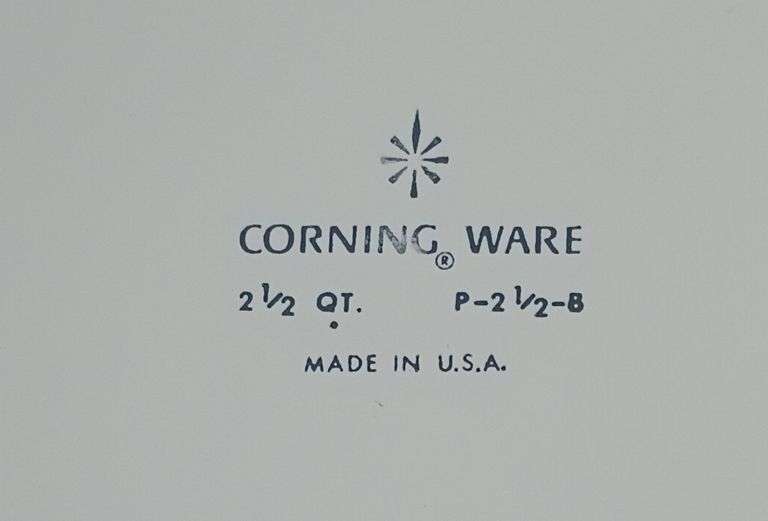 CORNING® WARE
2 1/2 QT. P-2 1/2-B
MADE IN U.S.A.